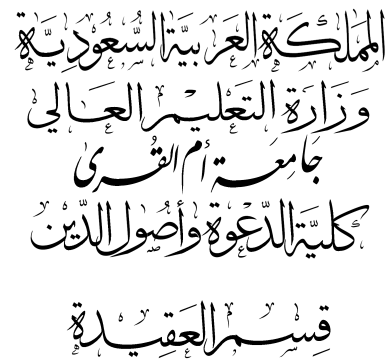 المملكة العربية السعودية
وزارة التعليم العالي
جامعة أم القرى
كلية الدعوة وأصول الدين
قسم العقيدة